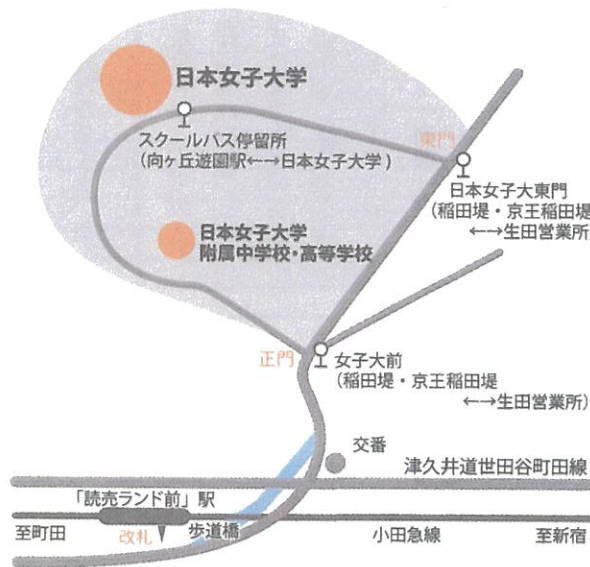 日本女子大学
スクールバス停留所
(向ヶ丘遊園駅←→日本女子大学)
東門
日本女子大東門
(稲田堤・京王稲田堤
←→生田営業所)
日本女子大学
附属中学校・高等学校
正門
女子大前
(稲田堤・京王稲田堤
←→生田営業所)
交番
津久井道世田谷町田線
「読売ランド前」駅
至町田
改札
歩道橋
小田急線
至新宿